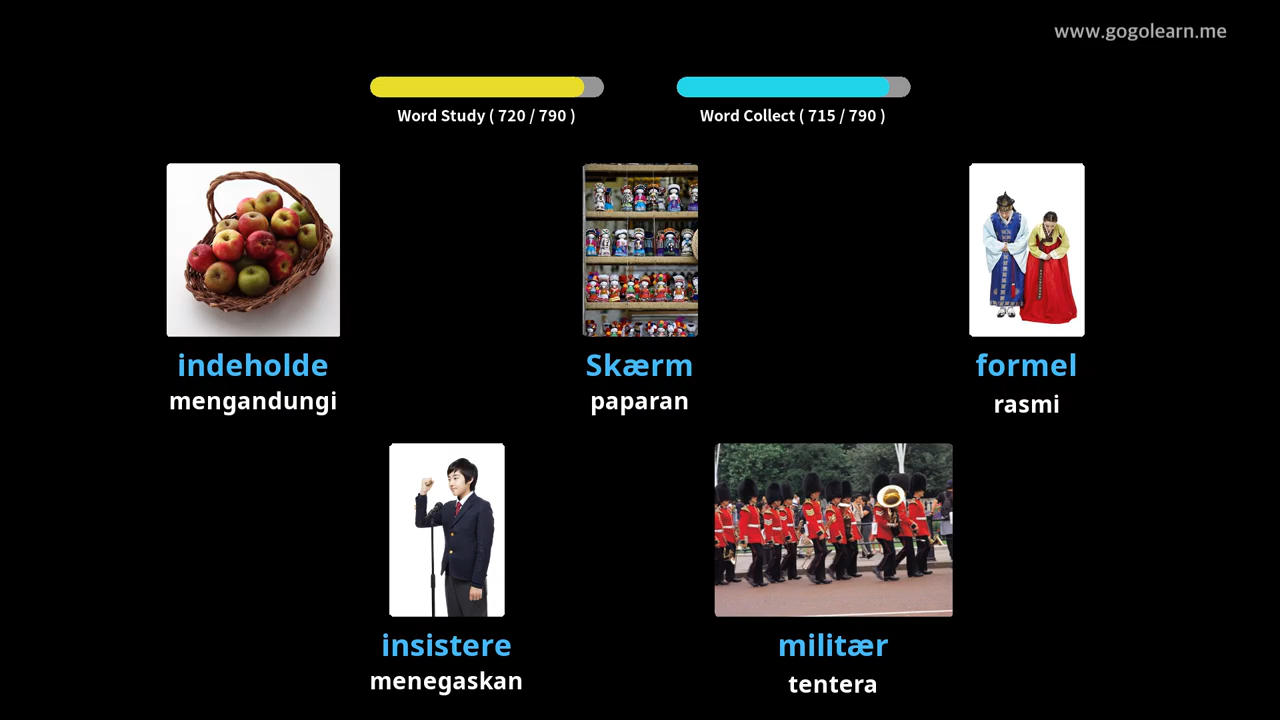 www.gogolearn.me
Word Study ( 720 / 790 )
Word Collect ( 715 / 790 )
indeholde
mengandungi
Skærm
paparan
formel
rasmi
insistere
menegaskan
militær
tentera